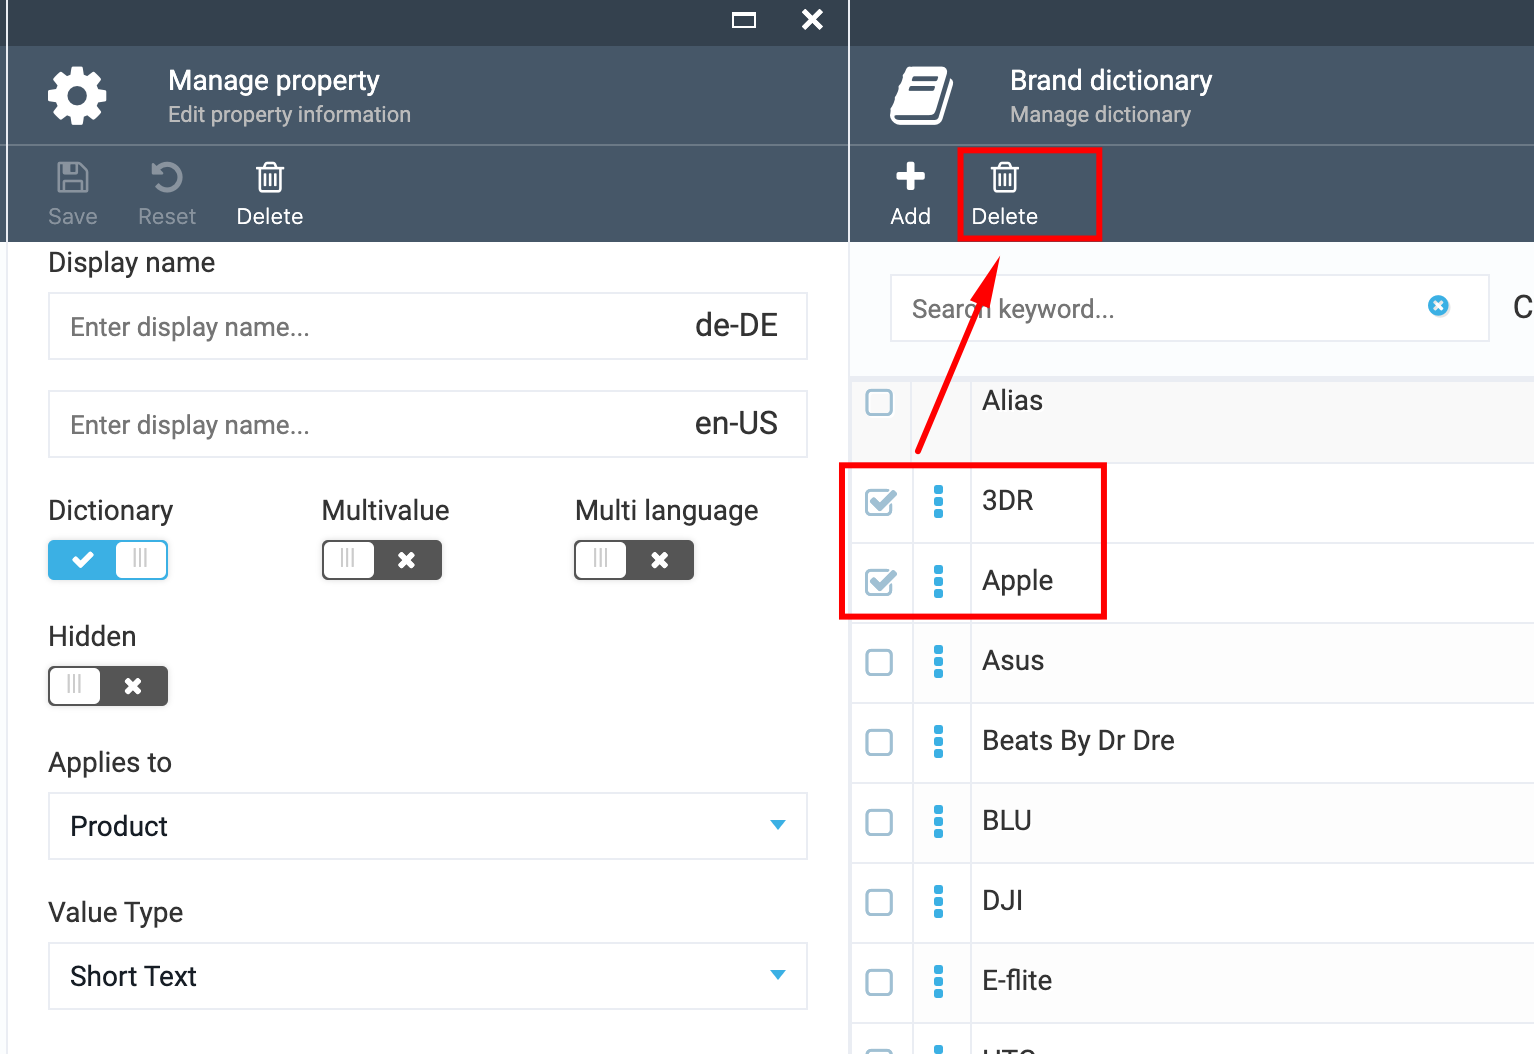 Manage property
Edit property information
Save
Reset
Delete
Display name
Enter display name...
de-DE
Enter display name...
en-US
Dictionary
Multivalue
Multi language
Hidden
Applies to
Product
Value Type
Short Text
Brand dictionary
Manage dictionary
Add
Delete
Search keyword...
Alias
3DR
Apple
Asus
Beats By Dr Dre
BLU
DJI
E-flite